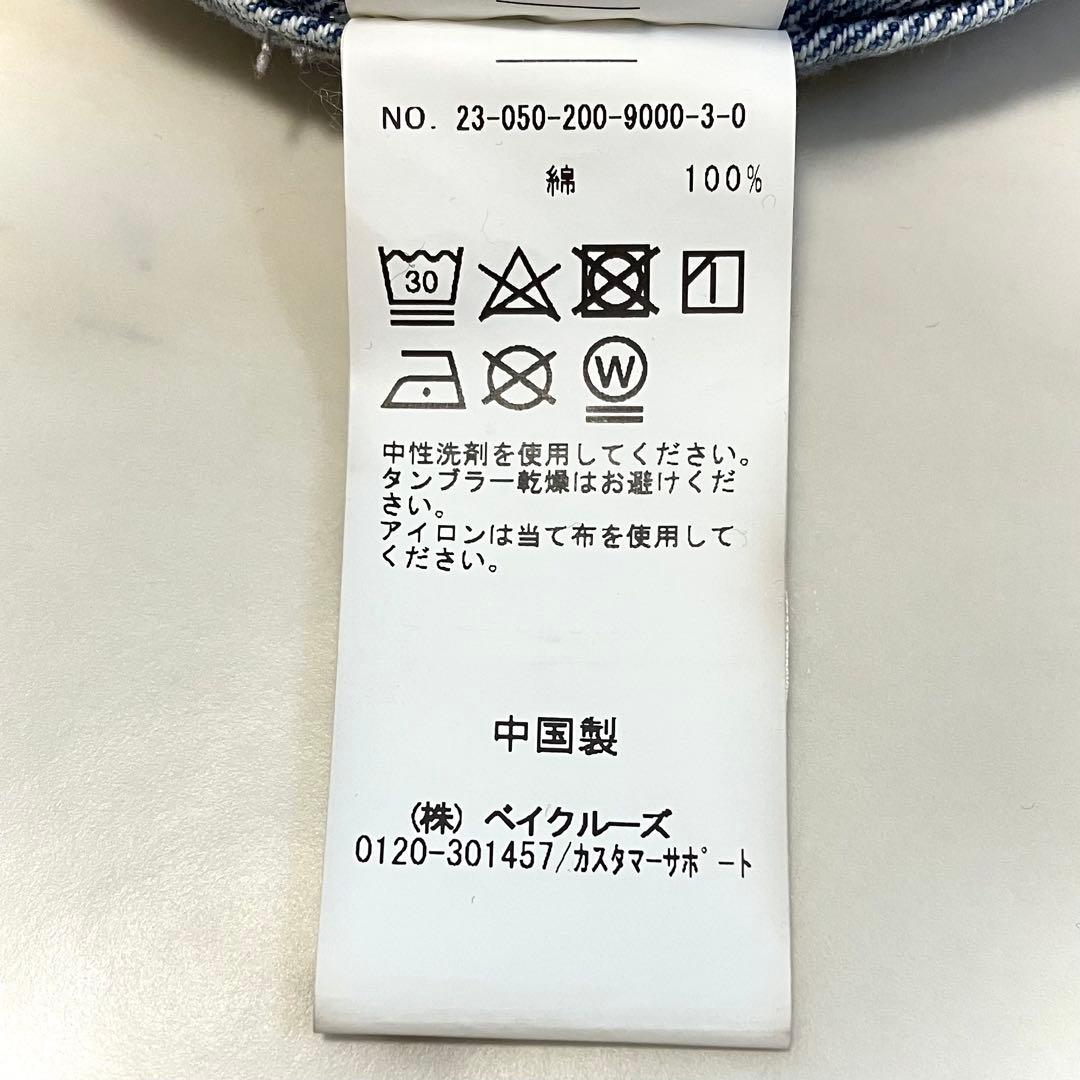 NO. 23-050-200-9000-3-0
綿 100%
30
W
中性洗剤を使用してください。
タンブラー乾燥はお避けくだ
さい。
アイロンは当て布を使用して
ください。
中国製
(株) ベイクルーズ
0120-301457/カスタマーサポート